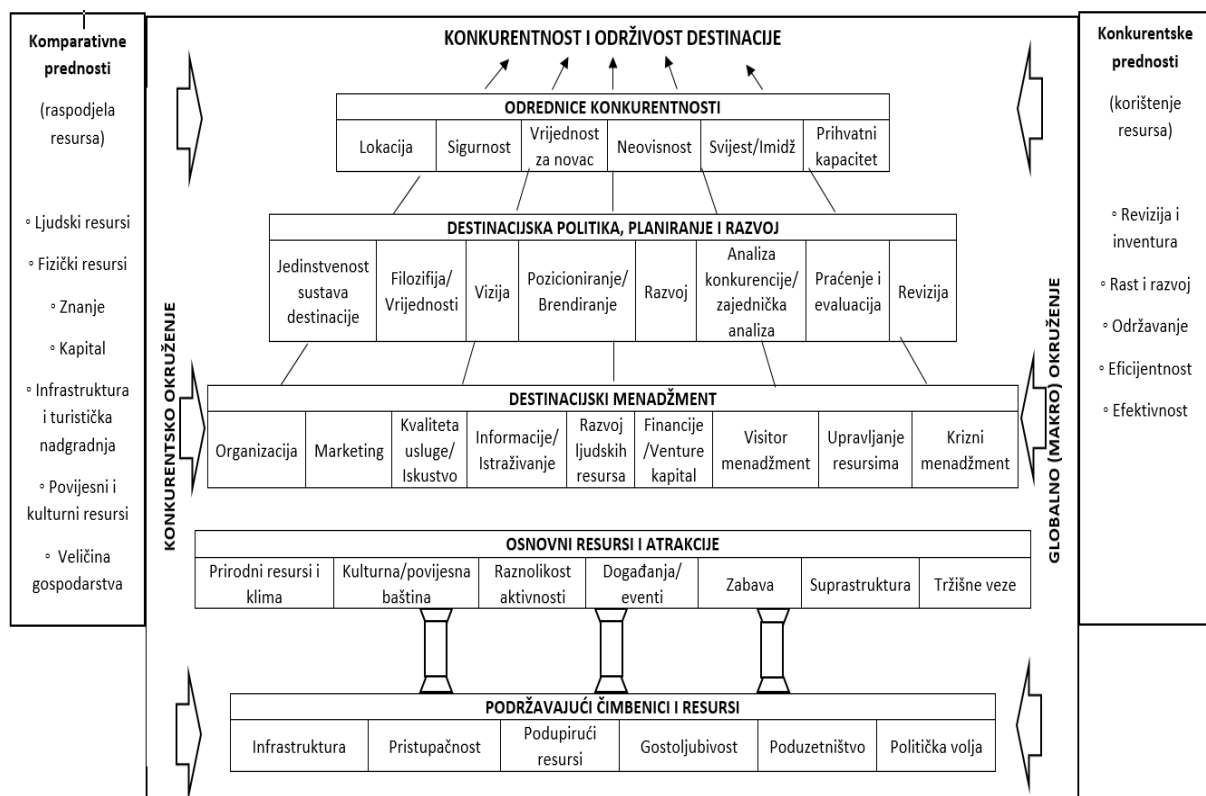 Komparativne
prednosti
(raspodjela
resursa)
◦ Ljudski resursi
◦ Fizički resursi
◦ Znanje
◦ Kapital
◦ Infrastruktura
i turistička
nadgradnja
◦ Povijesni i
kulturni resursi
◦ Veličina
gospodarstva
KONKURENTSKO OKRUŽENJE
KONKURENTNOST I ODRŽIVOST DESTINACIJE
ODREDNICE KONKURENTNOSTI
Lokacija
Sigurnost
Vrijednost
za novac
Neovisnost
Svijest/Imidž
Prihvatni
kapacitet
DESTINACIJSKA POLITIKA, PLANIRANJE I RAZVOJ
Jedinstvenost
sustava
destinacije
Filozifija/
Vrijednosti
Vizija
Pozicioniranje/
Brendiranje
Razvoj
Analiza
konkurencije/
zajednička
analiza
Praćenje i
evaluacija
Revizija
DESTINACIJSKI MENADŽMENT
Organizacija
Marketing
Kvaliteta
usluge/
Iskustvo
Informacije/
Istraživanje
Razvoj
ljudskih
resursa
Financije
/Venture
kapital
Visitor
menadžment
Upravljanje
resursima
Krizni
menadžment
OSNOVNI RESURSI I ATRAKCIJE
Prirodni resursi i
klima
Kulturna/povijesna
baština
Raznolikost
aktivnosti
Događanja/
eventi
Zabava
Suprastruktura
Tržišne veze
PODRŽAVAJUĆI ČIMBENICI I RESURSI
Infrastruktura
Pristupačnost
Podupirući
resursi
Gostoljubivost
Poduzetništvo
Politička volja
GLOBALNO (MAKRO) OKRUŽENJE
Konkurentske
prednosti
(korištenje
resursa)
◦ Revizija i
inventura
◦ Rast i razvoj
◦ Održavanje
◦ Eficijentnost
◦ Efektivnost